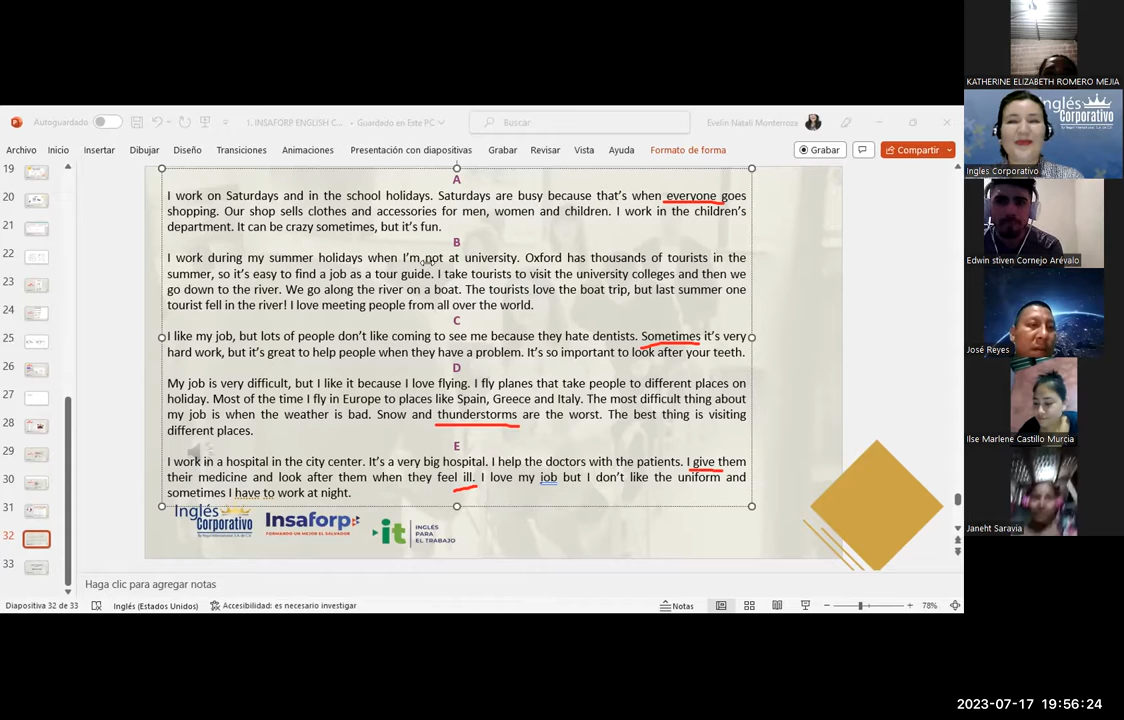 KATHERINE ELIZABETH ROMERO MEJIA
Inglés
Corporativo
Ingles Corporativo
Edwin stiven Cornejo Arévalo
José Reyes
Ilse Marlene Castillo Murcia
Janeht Saravia
Autoguardado
1. INSAFORP ENGLISH C... • Guardado en Este PC
Buscar
Evelin Natali Monterroza
Archivo Inicio Insertar Dibujar Diseño Transiciones Animaciones Presentación con diapositivas Grabar Revisar Vista Ayuda Formato de forma
Grabar
Compartir
19
20
21
22
23
24
25
26
27
28
29
30
31
32
33
A
I work on Saturdays and in the school holidays. Saturdays are busy because that's when everyone goes
shopping. Our shop sells clothes and accessories for men, women and children. I work in the children's
department. It can be crazy sometimes, but it's fun.
B
I work during my summer holidays when I'm not at university. Oxford has thousands of tourists in the
summer, so it's easy to find a job as a tour guide. I take tourists to visit the university colleges and then we
go down to the river. We go along the river on a boat. The tourists love the boat trip, but last summer one
tourist fell in the river! I love meeting people from all over the world.
C
I like my job, but lots of people don't like coming to see me because they hate dentists. Sometimes it's very
hard work, but it's great to help people when they have a problem. It's so important to look after your teeth.
D
My job is very difficult, but I like it because I love flying. I fly planes that take people to different places on
holiday. Most of the time I fly in Europe to places like Spain, Greece and Italy. The most difficult thing about
my job is when the weather is bad. Snow and thunderstorms are the worst. The best thing is visiting
different places.
E
I work in a hospital in the city center. It's a very big hospital. I help the doctors with the patients. I give them
their medicine and look after them when they feel ill. I love my job but I don't like the uniform and
sometimes I have to work at night.
Inglés
Corporativo
Insaforp
FORMANDO UN MEJOR EL SALVADOR
it
INGLÉS
PARA
EL TRABAJO
Haga clic para agregar notas
Diapositiva 32 de 33 Inglés (Estados Unidos) Accesibilidad: es necesario investigar Notas 78%
2023-07-17 19:56:24